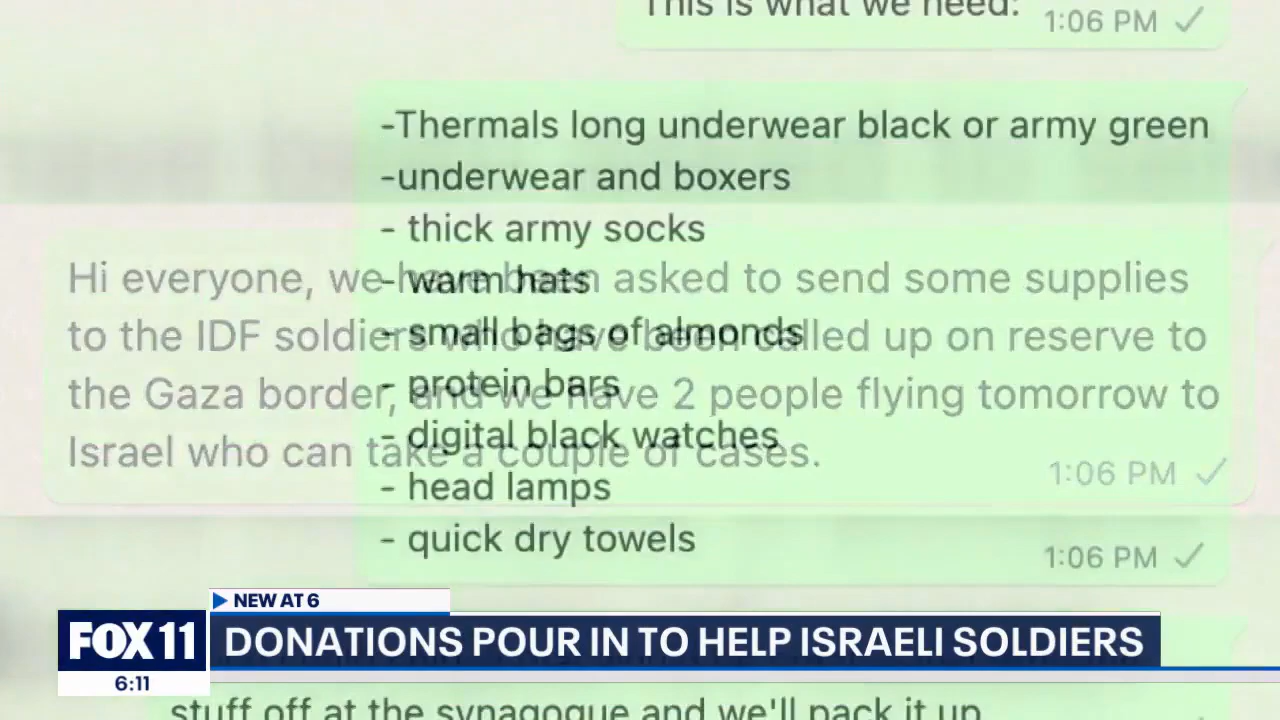 This is what we need:
1:06 PM
-Thermals long underwear black or army green
-underwear and boxers
- thick army socks
- warm hats
- small bags of almonds
- protein bars
- digital black watches
- head lamps
- quick dry towels
1:06 PM
Hi everyone, we have been asked to send some supplies
to the IDF soldiers who have been called up on reserve to
the Gaza border, and we have 2 people flying tomorrow to
Israel who can take a couple of cases.
1:06 PM
NEW AT 6
FOX 11
DONATIONS POUR IN TO HELP ISRAELI SOLDIERS
6:11
stuff off at the synagogue and we'll pack it up